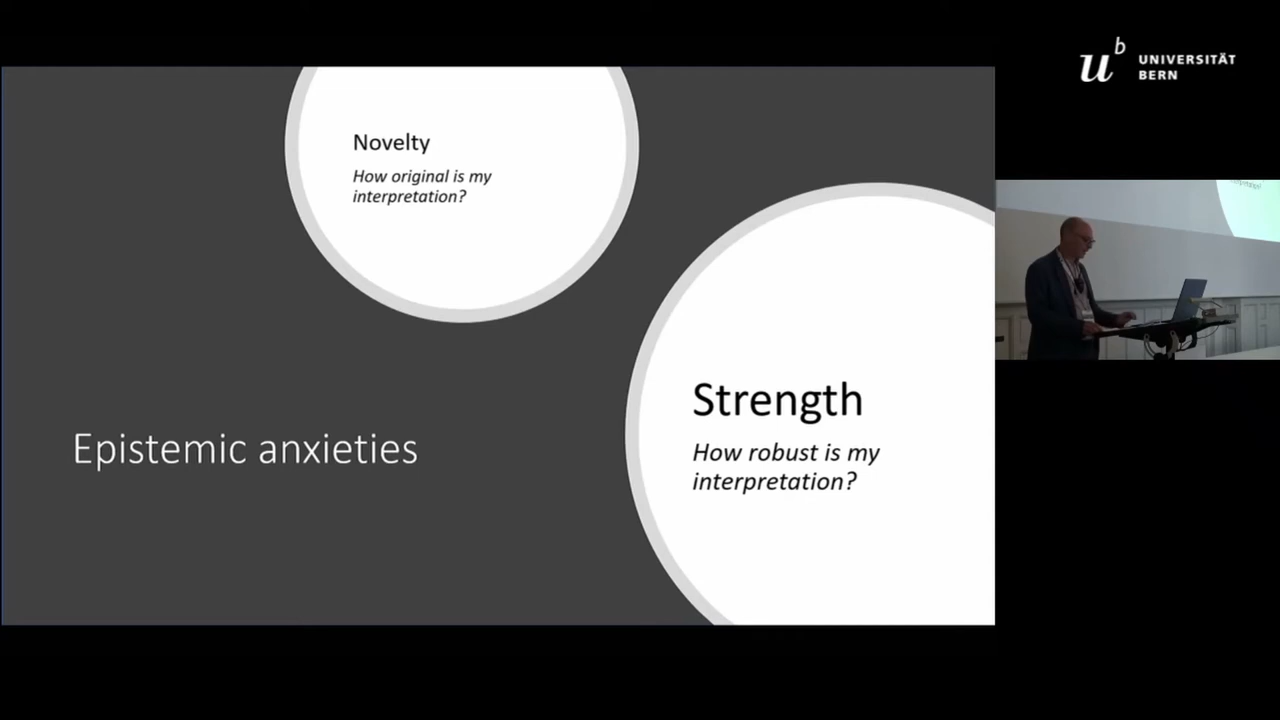 Novelty
How original is my
interpretation?
Epistemic anxieties
Strength
How robust is my
interpretation?
u^b UNIVERSITÄT
BERN